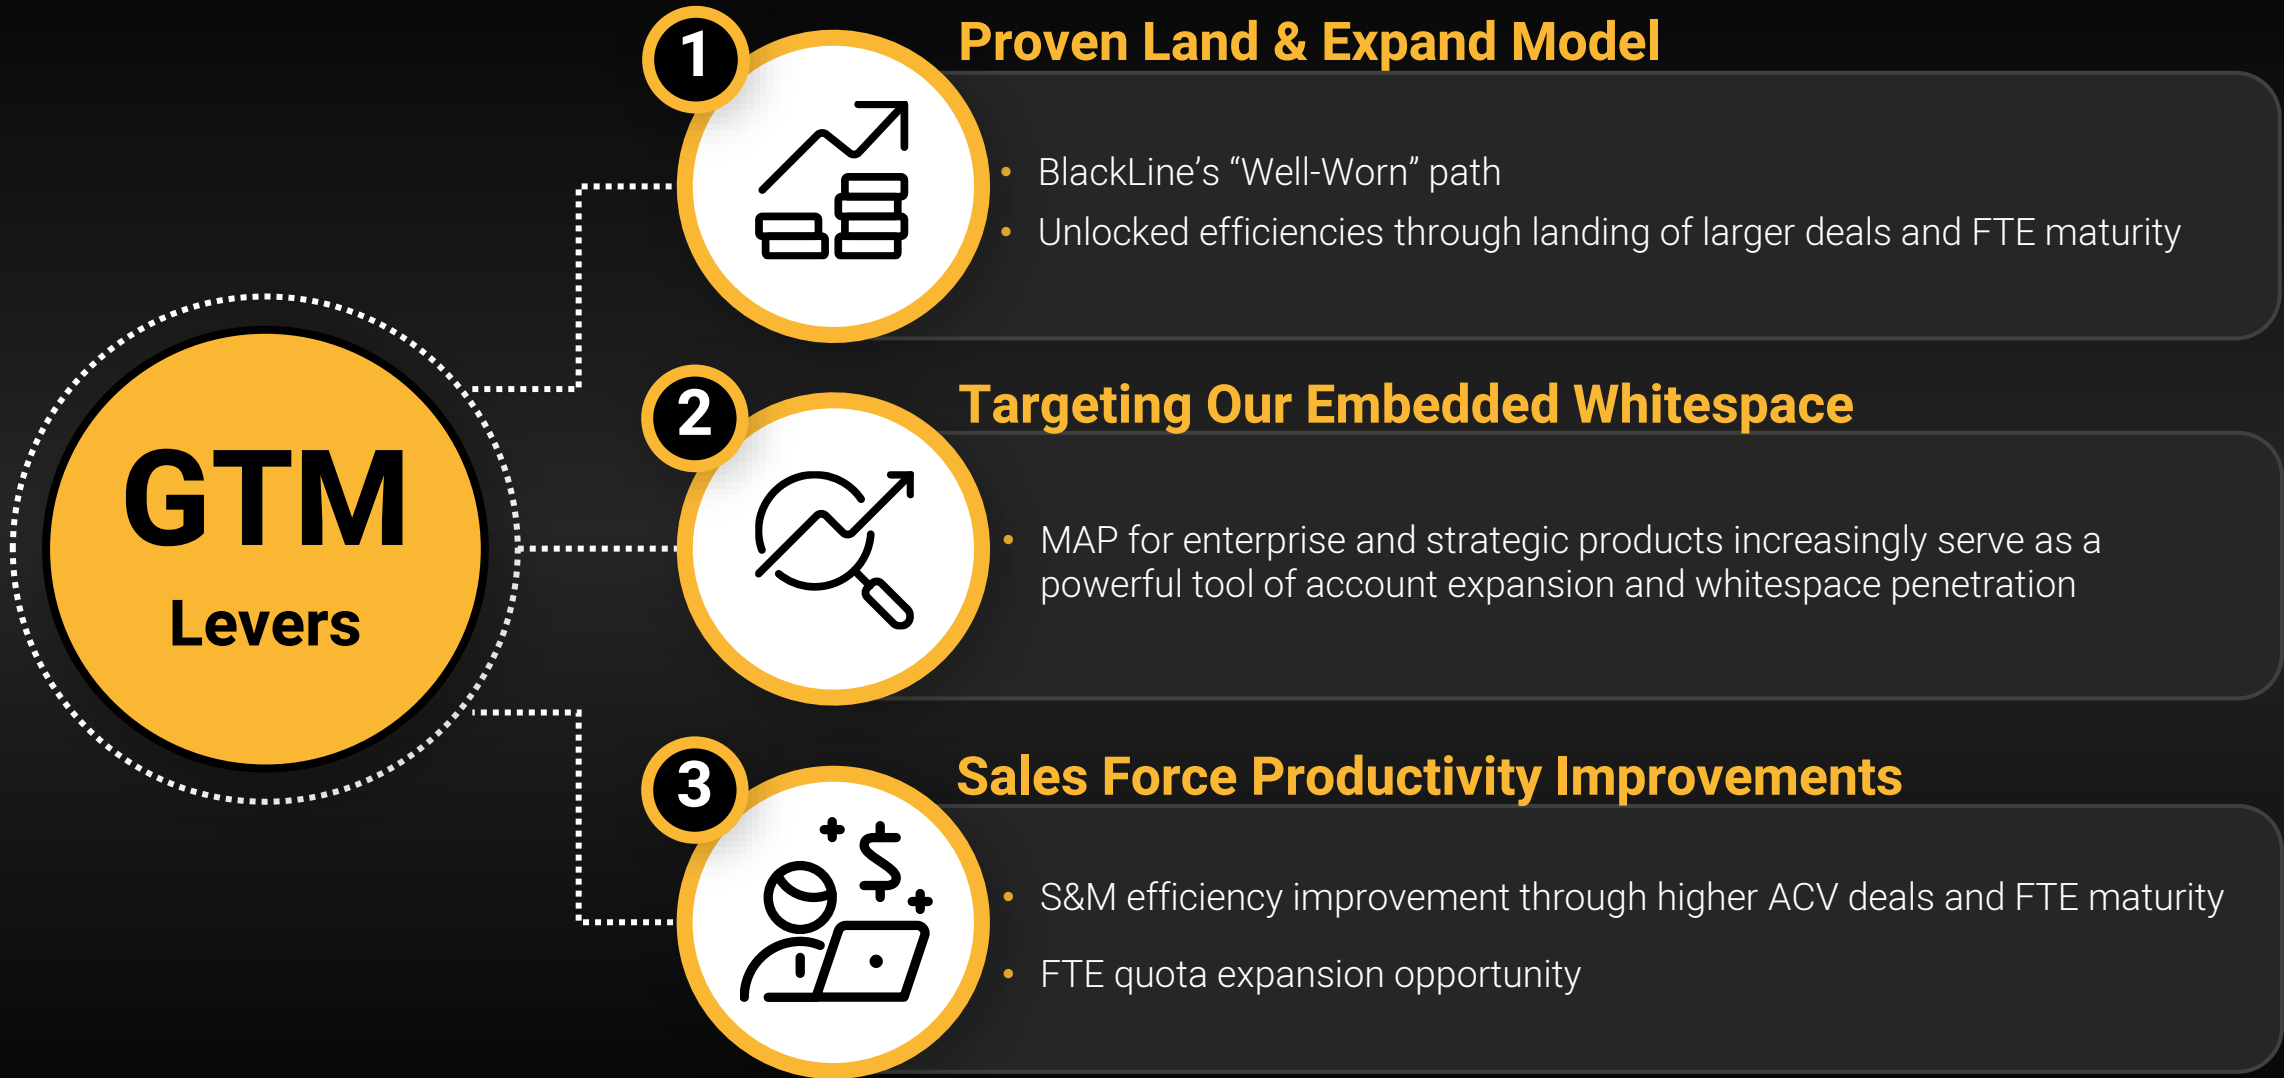 GTM
Levers
1
Proven Land & Expand Model
• BlackLine’s “Well-Worn” path
• Unlocked efficiencies through landing of larger deals and FTE maturity
2
Targeting Our Embedded Whitespace
• MAP for enterprise and strategic products increasingly serve as a
powerful tool of account expansion and whitespace penetration
3
Sales Force Productivity Improvements
• S&M efficiency improvement through higher ACV deals and FTE maturity
• FTE quota expansion opportunity